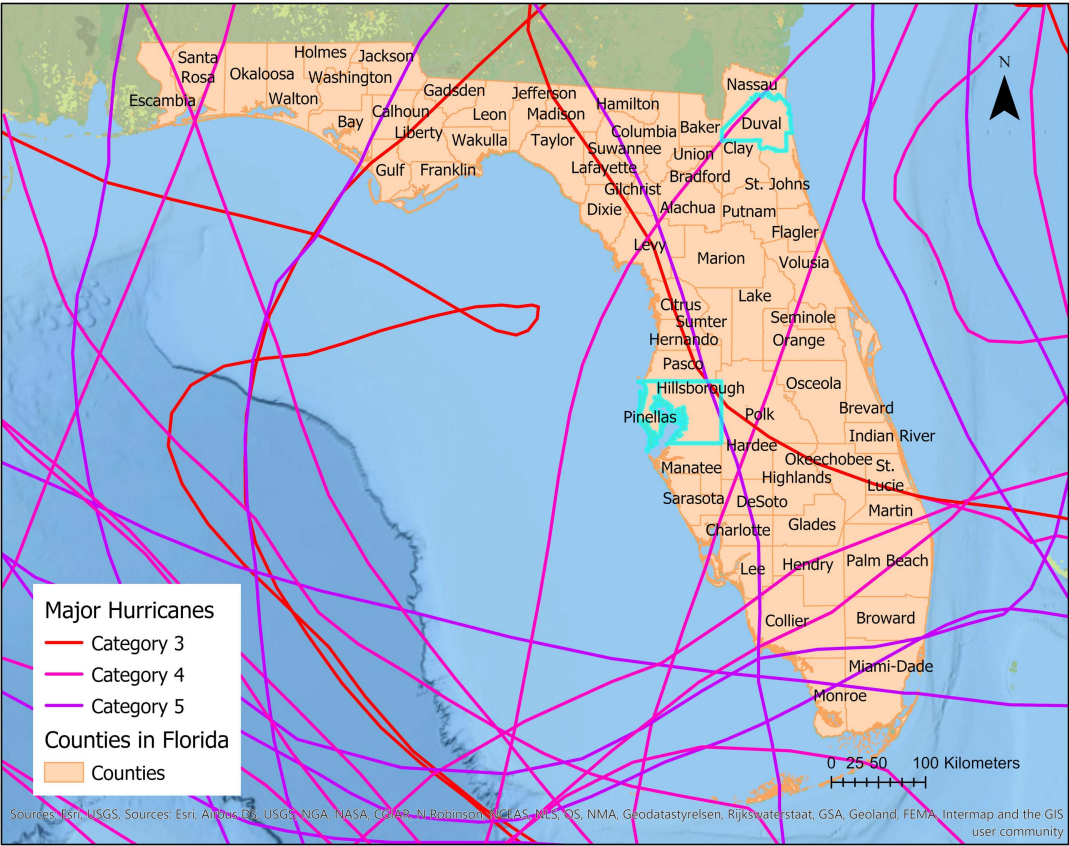 N
Nassau
Holmes
Jackson
Santa
Rosa
Okaloosa
Washington
Escambia
Walton
Gadsden
Jefferson
Hamilton
Duval
Calhoun
Bay
Leon
Madison
Columbia
Baker
Liberty
Wakulla
Taylor
Suwannee
Union
Clay
Gulf
Franklin
Lafayette
Bradford
Gilchrist
St. Johns
Dixie
Alachua
Putnam
Flagler
Levy
Marion
Volusia
Lake
Citrus
Sumter
Seminole
Hernando
Orange
Pasco
Hillsborough
Osceola
Pinellas
Polk
Brevard
Indian River
Hardee
Okeechobee
St.
Lucie
Manatee
Highlands
Sarasota
DeSoto
Martin
Charlotte
Glades
Lee
Hendry
Palm Beach
Collier
Broward
Miami-Dade
Monroe
Major Hurricanes
Category 3
Category 4
Category 5
Counties in Florida
Counties
0 25 50 100 Kilometers
Sources: Esri, USGS, Sources: Esri, Airbus DS, USGS, NGA, NASA, CGIAR, N Robinson, NCEAS, NLS, OS, NMA, Geodatastyrelsen, Rijkswaterstaat, GSA, Geoland, FEMA, Intermap and the GIS
user community